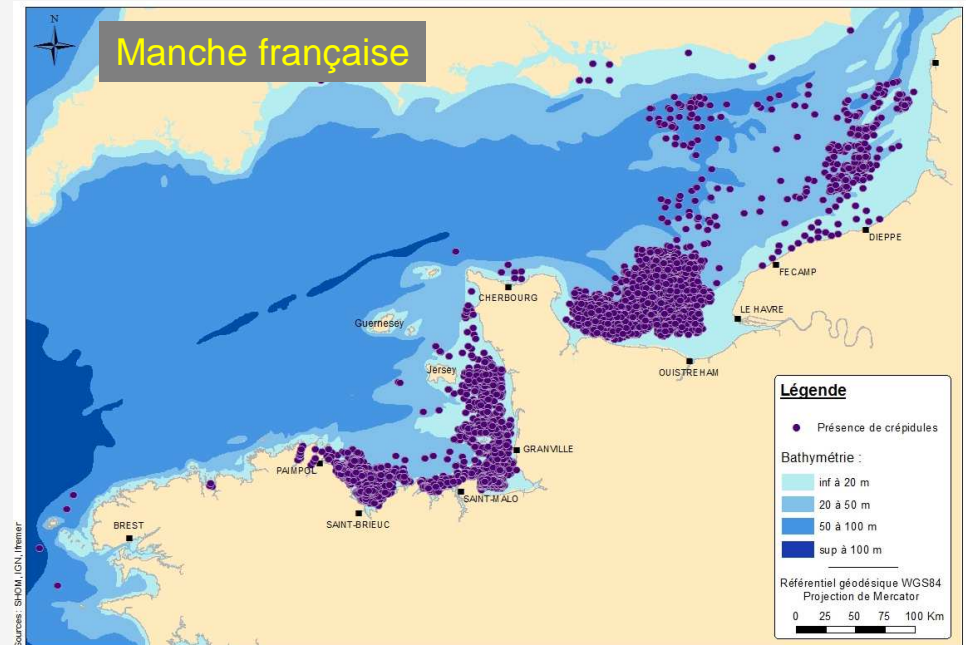 N
Manche française
DIEPPE
FECAMP
CHERBOURG
LE HAVRE
Guernesey
OUISTREHAM
Jersey
GRANVILLE
PAIMPOL
SAINT-MALO
SAINT-BRIEUC
BREST
Légende
Présence de crépidules
Bathymétrie :
inf à 20 m
20 à 50 m
50 à 100 m
sup à 100 m
Référentiel géodésique WGS84
Projection de Mercator
0 25 50 75 100 Km
Sources : SHOM, IGN, Ifremer